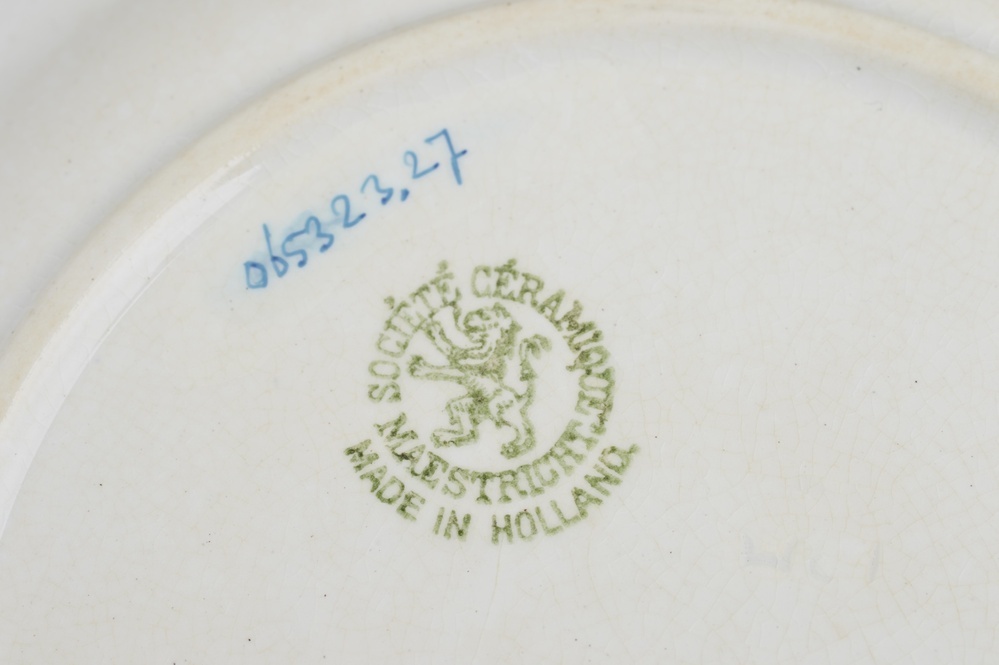 065323,27
SOCIÉTÉ CÉRAMIQUE
MAESTRICHT
MADE IN HOLLAND.